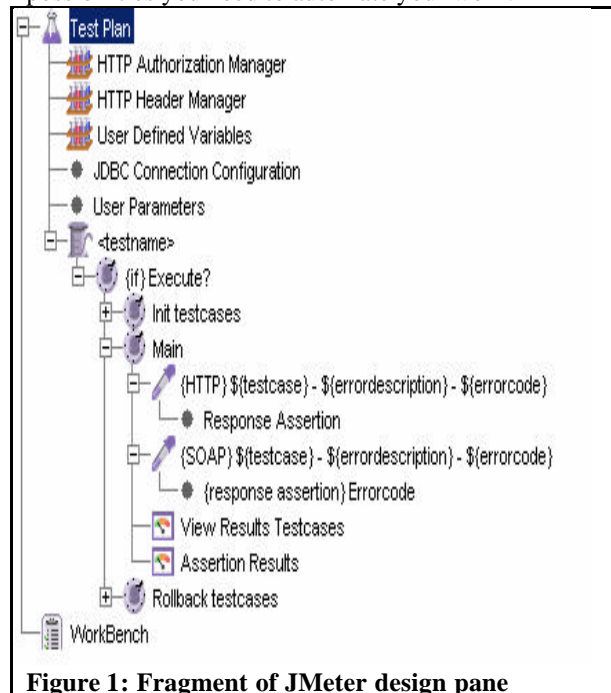 Test Plan
HTTP Authorization Manager
HTTP Header Manager
User Defined Variables
JDBC Connection Configuration
User Parameters
<testname>
{if} Execute?
Init testcases
Main
{HTTP} ${testcase} - ${errordescription} - ${errorcode}
Response Assertion
{SOAP} ${testcase} - ${errordescription} - ${errorcode}
{response assertion} Errorcode
View Results Testcases
Assertion Results
Rollback testcases
WorkBench
Figure 1: Fragment of JMeter design pane